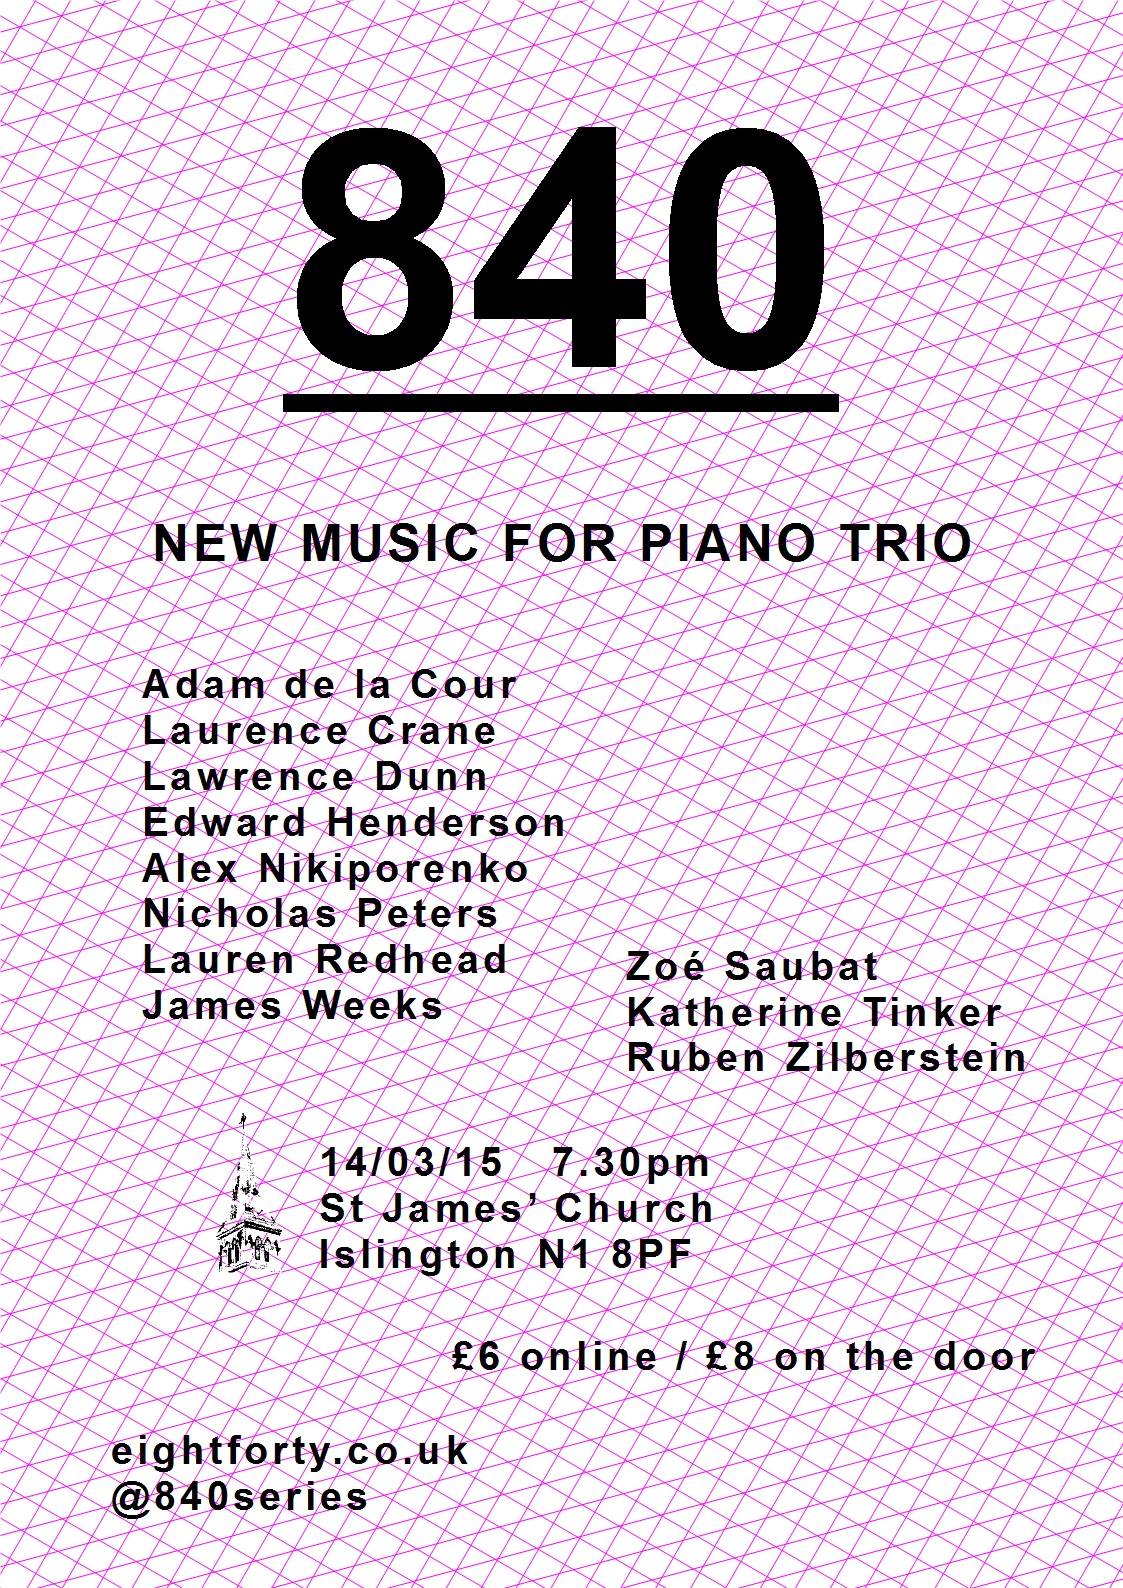 840
NEW MUSIC FOR PIANO TRIO
Adam de la Cour
Laurence Crane
Lawrence Dunn
Edward Henderson
Alex Nikiporenko
Nicholas Peters
Lauren Redhead
James Weeks
Zoé Saubat
Katherine Tinker
Ruben Zilberstein
14/03/15 7.30pm
St James’ Church
Islington N1 8PF
£6 online / £8 on the door
eightforty.co.uk
@840series